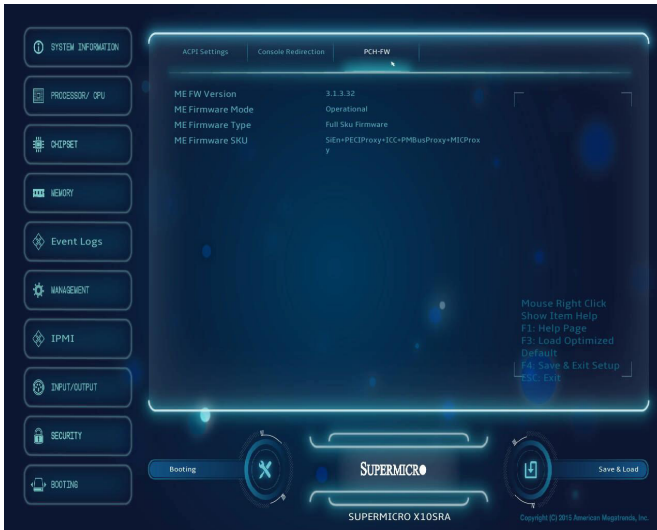 SYSTEM INFORMATION
PROCESSOR/ CPU
CHIPSET
MEMORY
Event Logs
MANAGEMENT
IPMI
INPUT/OUTPUT
SECURITY
BOOTING
ACPI Settings
Console Redirection
PCH-FW
ME FW Version 3.1.3.32
ME Firmware Mode Operational
ME Firmware Type Full Sku Firmware
ME Firmware SKU SiEn+PECIProxy+ICC+PMBusProxy+MICProx
y
Mouse Right Click
Show Item Help
F1: Help Page
F3: Load Optimized
Default
F4: Save & Exit Setup
ESC: Exit
Booting
SUPERMICRO
Save & Load
SUPERMICRO X10SRA
Copyright (C) 2015 American Megatrends, Inc.